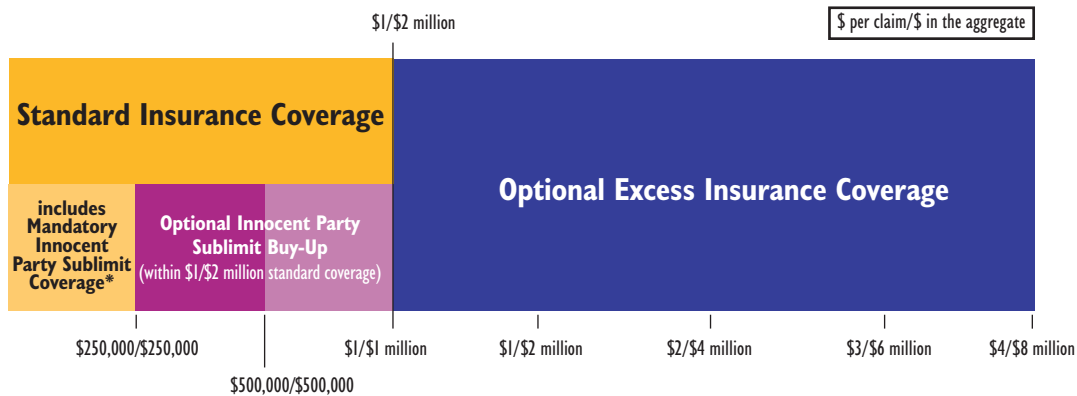 $1/$2 million
$ per claim/$ in the aggregate
Standard Insurance Coverage
Optional Excess Insurance Coverage
includes
Mandatory
Innocent
Party Sublimit
Coverage*
Optional Innocent Party
Sublimit Buy-Up
(within $1/$2 million standard coverage)
$250,000/$250,000
$500,000/$500,000
$1/$1 million
$1/$2 million
$2/$4 million
$3/$6 million
$4/$8 million